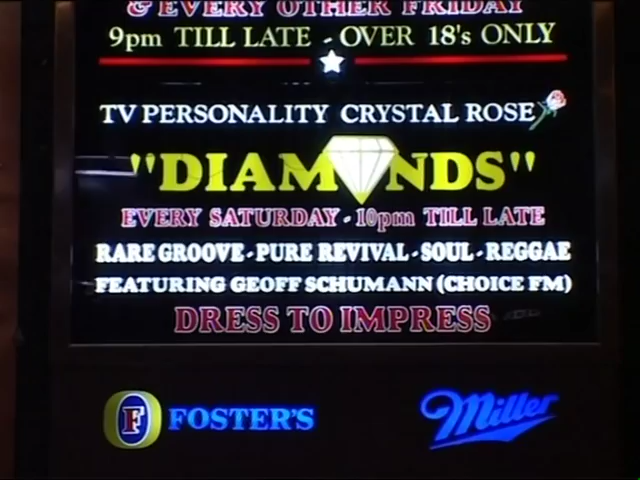 & EVERY OTHER FRIDAY
9pm TILL LATE - OVER 18's ONLY
TV PERSONALITY CRYSTAL ROSE
"DIAMONDS"
EVERY SATURDAY - 10pm TILL LATE
RARE GROOVE - PURE REVIVAL - SOUL - REGGAE
FEATURING GEOFF SCHUMANN (CHOICE FM)
DRESS TO IMPRESS
F FOSTER'S
Miller